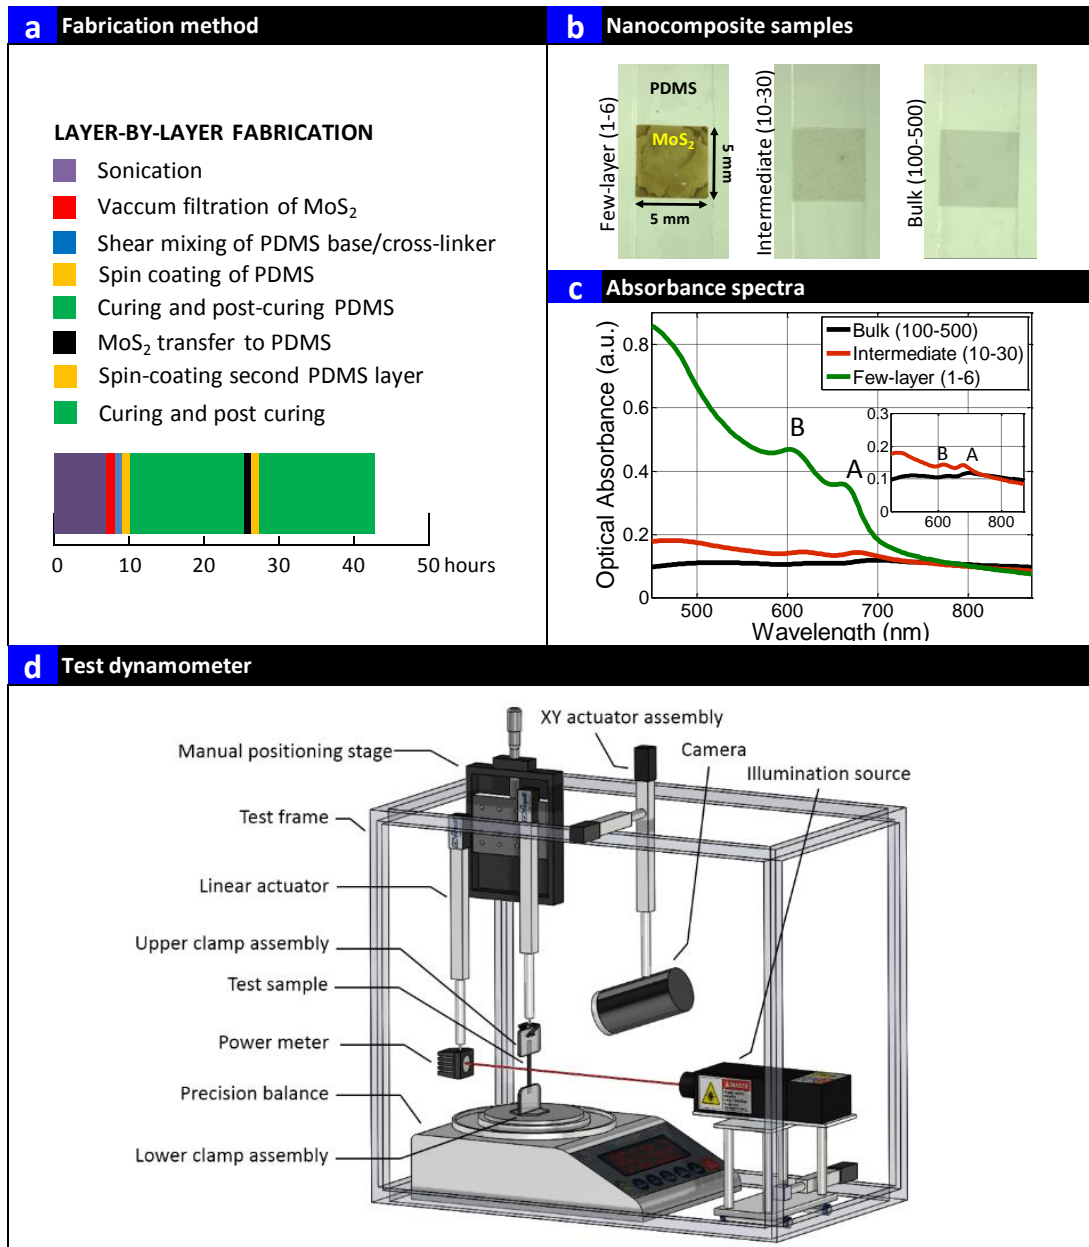 a Fabrication method
LAYER-BY-LAYER FABRICATION
Sonication
Vaccum filtration of MoS₂
Shear mixing of PDMS base/cross-linker
Spin coating of PDMS
Curing and post-curing PDMS
MoS₂ transfer to PDMS
Spin-coating second PDMS layer
Curing and post curing
0 10 20 30 40 50 hours
b Nanocomposite samples
Few-layer (1-6)
PDMS
MoS₂
5 mm
5 mm
Intermediate (10-30)
Bulk (100-500)
c Absorbance spectra
Optical Absorbance (a.u.)
0.8
0.6
0.4
0.2
0
500 600 700 800
Wavelength (nm)
Bulk (100-500)
Intermediate (10-30)
Few-layer (1-6)
B
A
0.3
0.2
0.1
0
B A
600 800
d Test dynamometer
XY actuator assembly
Manual positioning stage
Camera
Illumination source
Test frame
Linear actuator
Upper clamp assembly
Test sample
Power meter
Precision balance
Lower clamp assembly